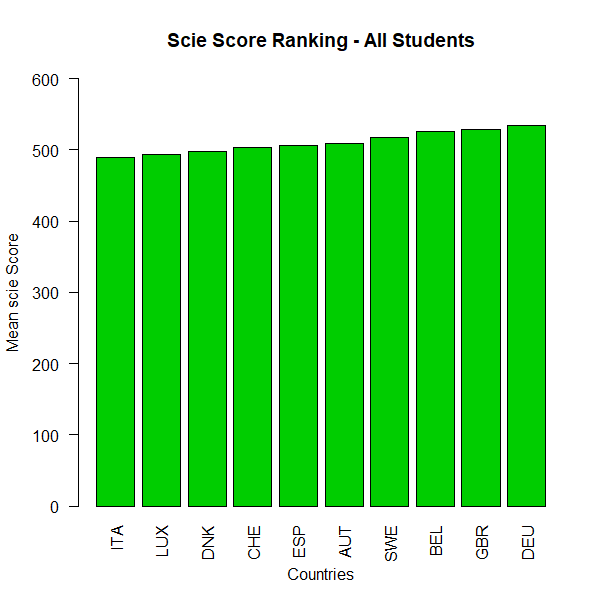 Scie Score Ranking - All Students
600
500
400
300
200
100
0
Mean scie Score
ITA
LUX
DNK
CHE
ESP
AUT
SWE
BEL
GBR
DEU
Countries